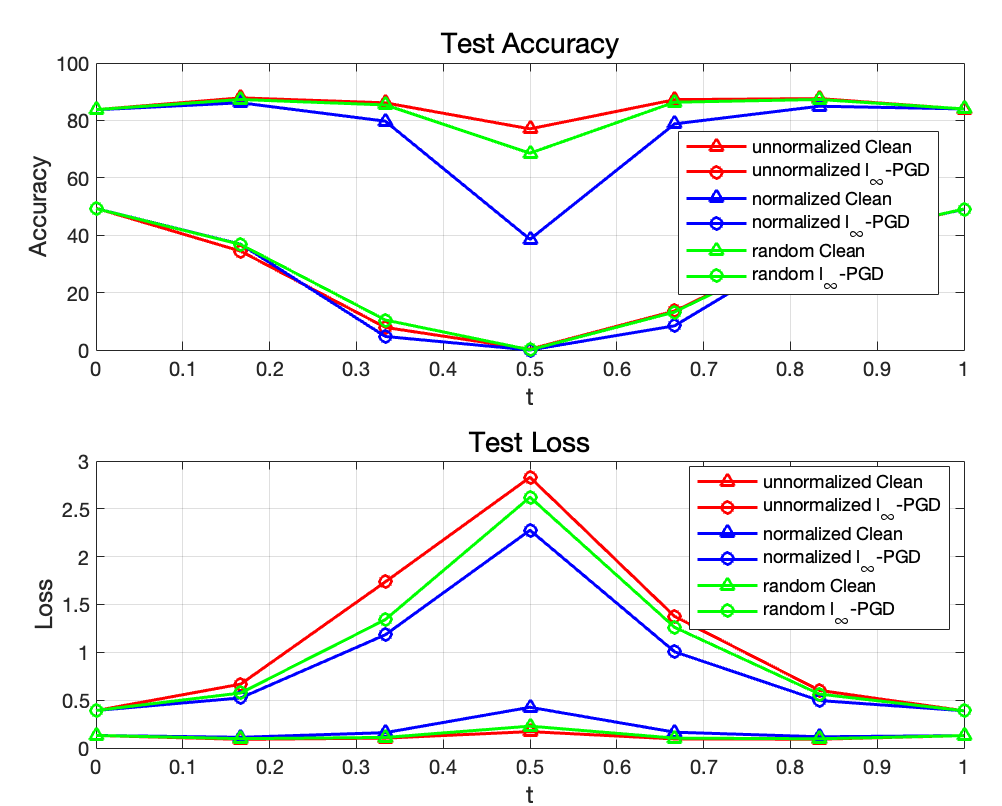 Test Accuracy
Accuracy
100
80
60
40
20
0
0 0.1 0.2 0.3 0.4 0.5 0.6 0.7 0.8 0.9 1
t
unnormalized Clean
unnormalized l∞-PGD
normalized Clean
normalized l∞-PGD
random Clean
random l∞-PGD
Test Loss
Loss
3
2.5
2
1.5
1
0.5
0
0 0.1 0.2 0.3 0.4 0.5 0.6 0.7 0.8 0.9 1
t
unnormalized Clean
unnormalized l∞-PGD
normalized Clean
normalized l∞-PGD
random Clean
random l∞-PGD